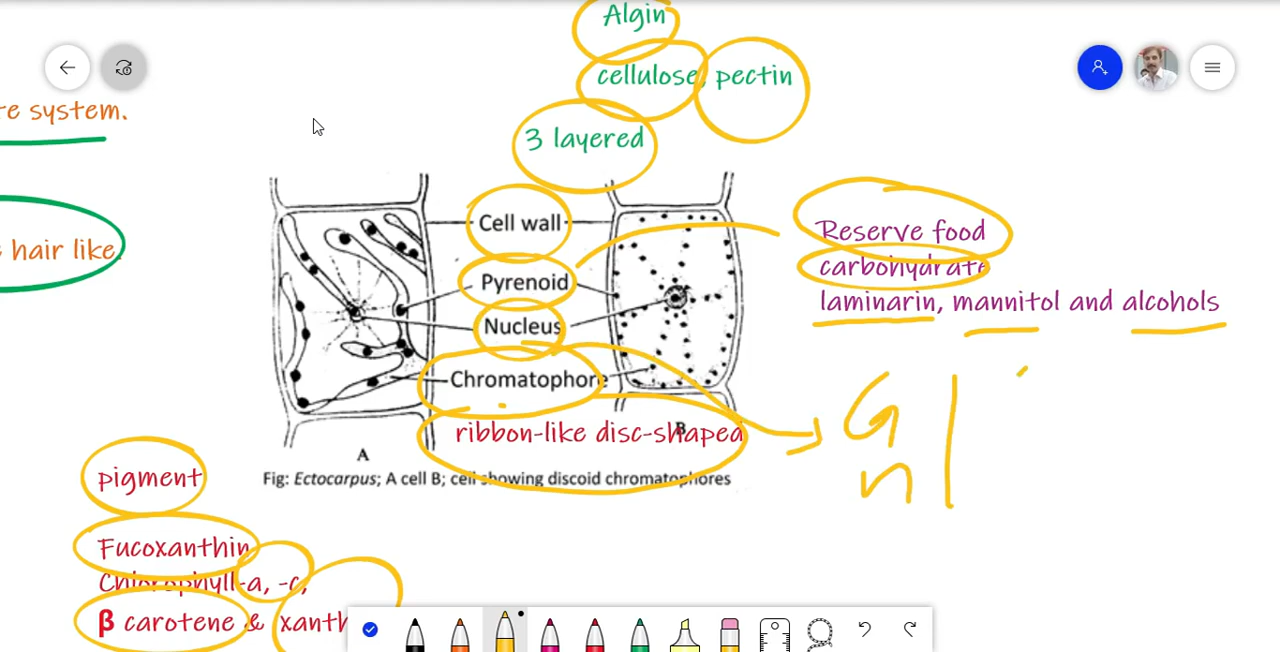 Algin
cellulose, pectin
3 layered
te system.
hair like
Cell wall
Pyrenoid
Nucleus
Chromatophore
ribbon-like disc-shaped
Reserve food
carbohydrate
laminarin, mannitol and alcohols
G
n
A
B
Fig: Ectocarpus; A cell B; cell showing discoid chromatophores
pigment
Fucoxanthin
Chlorophyll-a, -c,
β carotene & xanth